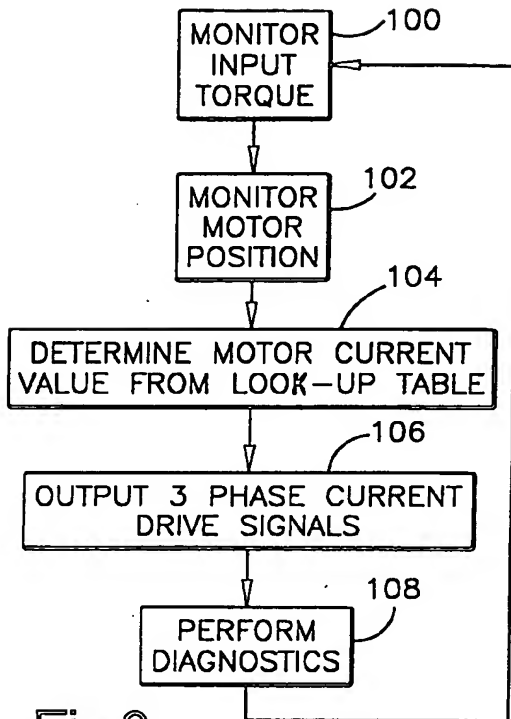 MONITOR
INPUT
TORQUE
100
MONITOR
MOTOR
POSITION
102
104
DETERMINE MOTOR CURRENT
VALUE FROM LOOK-UP TABLE
106
OUTPUT 3 PHASE CURRENT
DRIVE SIGNALS
108
PERFORM
DIAGNOSTICS